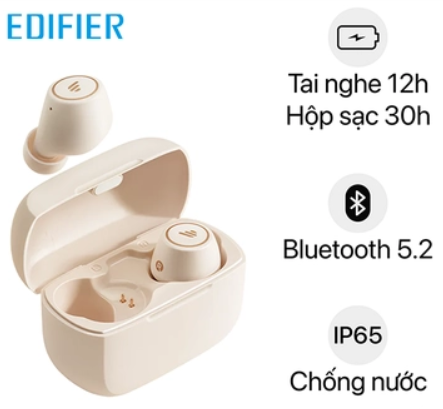 EDIFIER
Tai nghe 12h
Hộp sạc 30h
Bluetooth 5.2
IP65
Chống nước